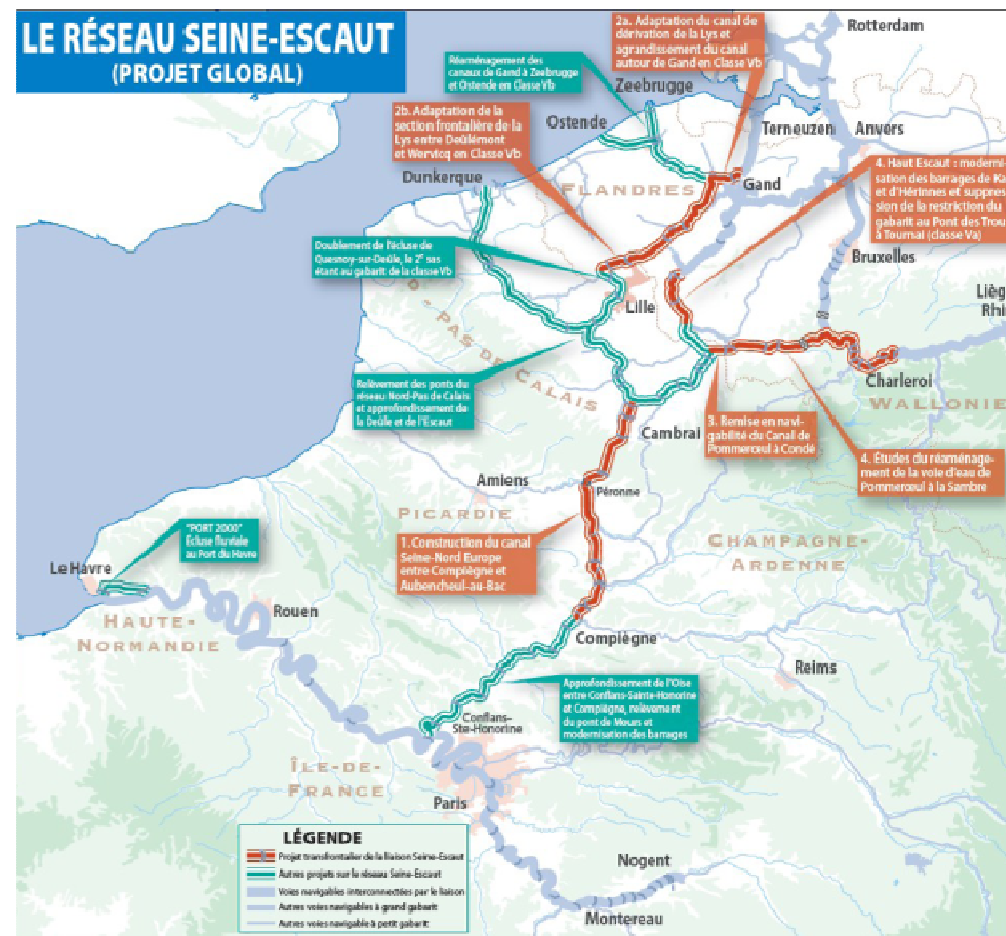 LE RÉSEAU SEINE-ESCAUT
(PROJET GLOBAL)
2a. Adaptation du canal de
dérivation de la Lys et
agrandissement du canal
autour de Gand en Classe Vb
Rotterdam
Réaménagement des
canaux de Gand à Zeebrugge
et Ostende en Classe Vb
Zeebrugge
2b. Adaptation de la
section frontalière de la
Lys entre Deûlémont
et Wervicq en Classe Vb
Ostende
Terneuzen
Anvers
Dunkerque
FLANDRES
Gand
4. Haut Escaut : moderni-
sation des barrages de Ka
et d'Hérinnes et suppres-
sion de la restriction du
gabarit au Pont des Trou
à Tournai (classe Va)
Doublement de l'écluse de
Quesnoy-sur-Deûle, le 2e sas
étant au gabarit de la classe Vb
Bruxelles
Lille
Lièg
Rhi
PAS DE CALAIS
Relèvement des ponts du
réseau Nord-Pas de Calais
et approfondissement de
la Deûle et de l'Escaut
Charleroi
WALLONIE
Cambrai
3. Remise en navi-
gabilité du Canal de
Pommerœul à Condé
4. Études du réaménage-
ment de la voie d'eau de
Pommerœul à la Sambre
Amiens
Péronne
PICARDIE
"PORT 2000"
Écluse fluviale
au Port du Havre
1. Construction du canal
Seine-Nord Europe
entre Compiègne et
Aubencheul-au-Bac
CHAMPAGNE-
ARDENNE
Le Havre
Rouen
HAUTE-
NORMANDIE
Compiègne
Reims
Approfondissement de l'Oise
entre Conflans-Sainte-Honorine
et Compiègne, relèvement
du pont de Mours et
modernisation des barrages
Conflans-
Ste-Honorine
ÎLE-DE-
FRANCE
Paris
LÉGENDE
Projet transfrontalier de la liaison Seine-Escaut
Autres projets sur le réseau Seine-Escaut
Voies navigables interconnectées par le liaison
Autres voies navigables à grand gabarit
Autres voies navigable à petit gabarit
Nogent
Montereau